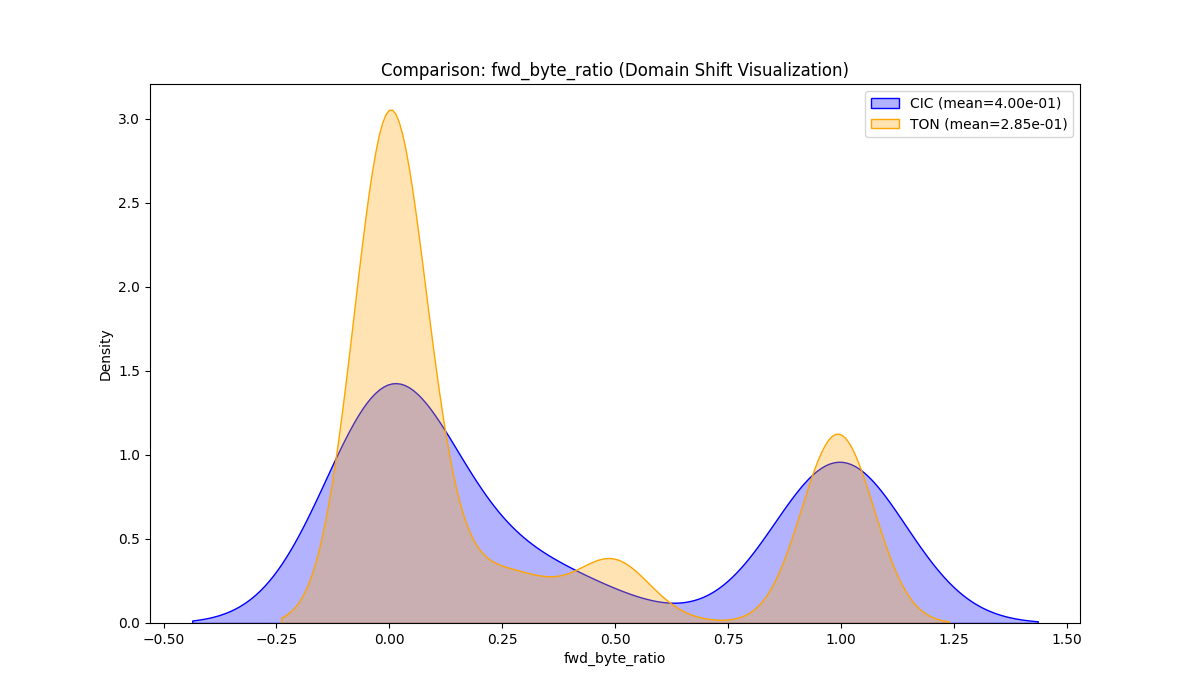 Comparison: fwd_byte_ratio (Domain Shift Visualization)
CIC (mean=4.00e-01)
TON (mean=2.85e-01)
Density
3.0
2.5
2.0
1.5
1.0
0.5
0.0
−0.50 −0.25 0.00 0.25 0.50 0.75 1.00 1.25 1.50
fwd_byte_ratio